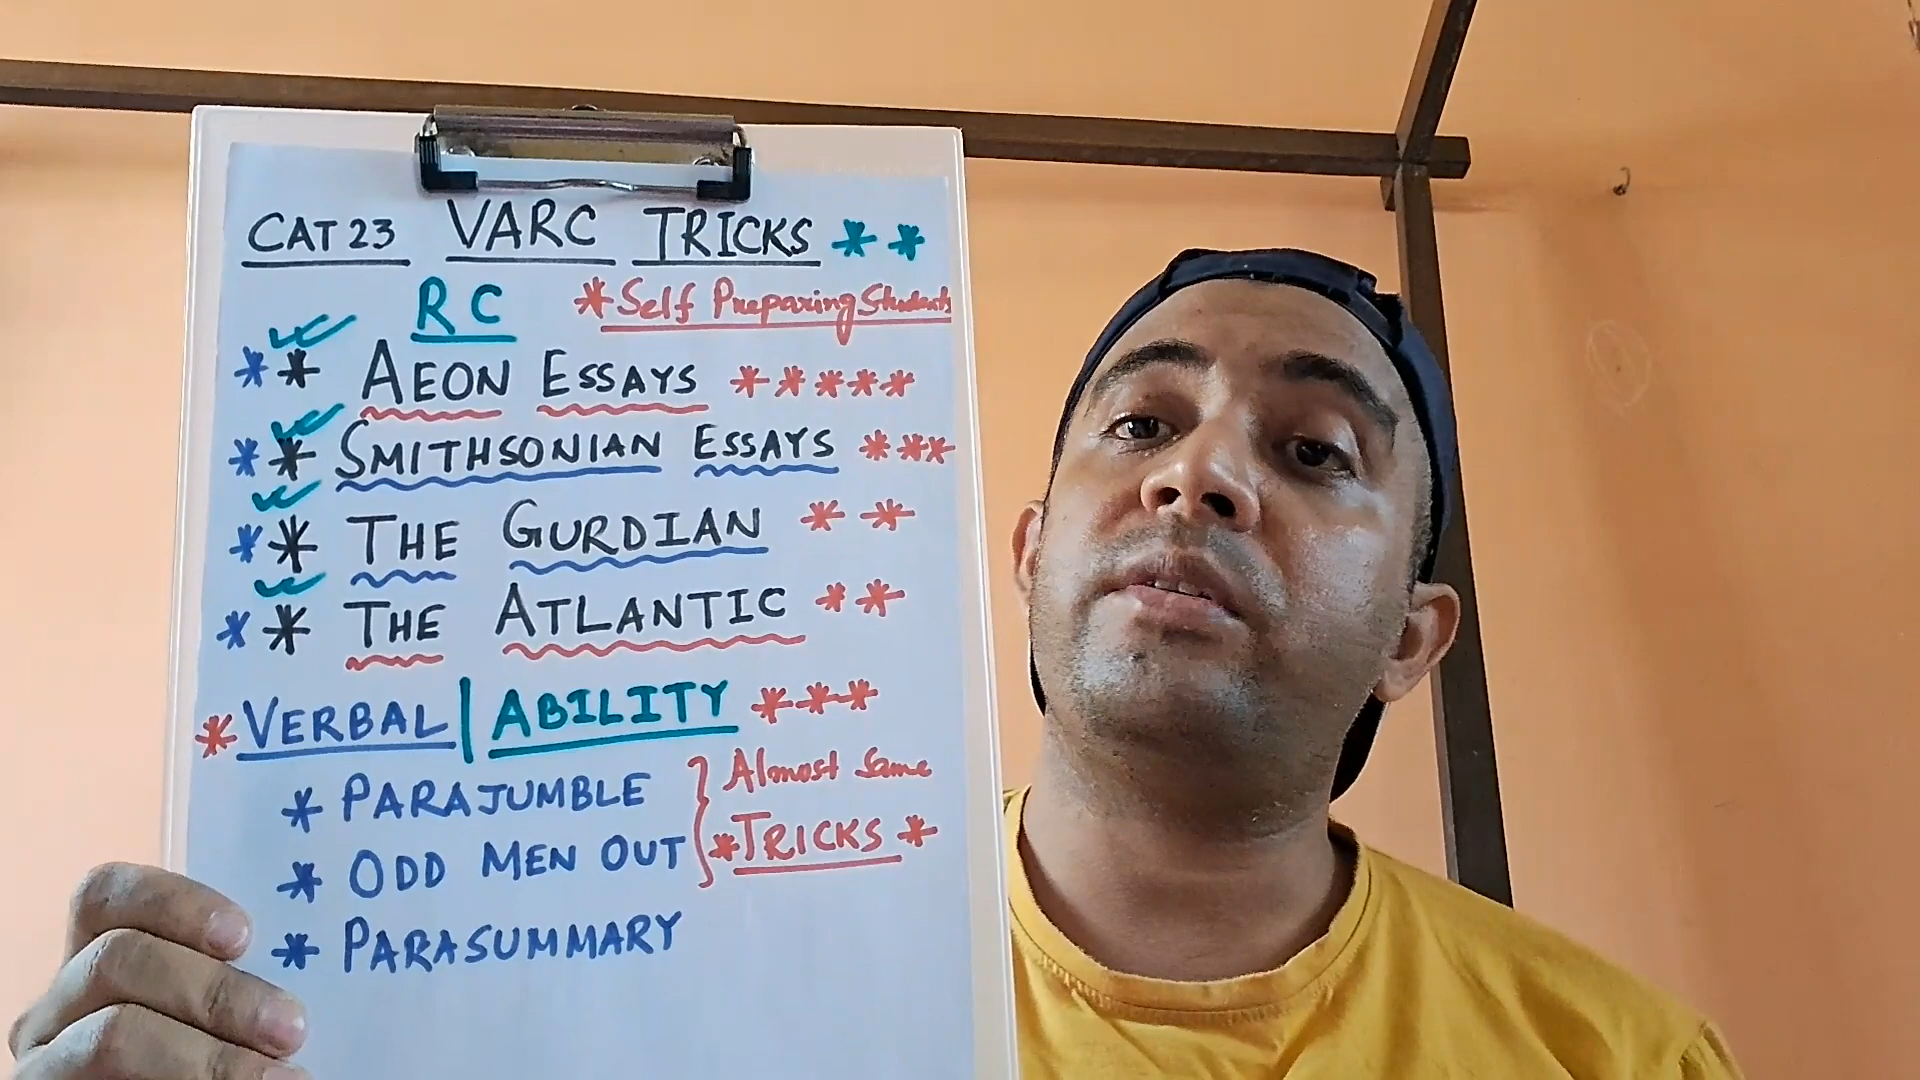 CAT 23 VARC TRICKS **
RC *Self Preparing Students
** AEON ESSAYS *****
** SMITHSONIAN ESSAYS ***
** THE GURDIAN **
** THE ATLANTIC **
*VERBAL | ABILITY ***
* PARAJUMBLE } Almost Same
* ODD MEN OUT *TRICKS*
* PARASUMMARY